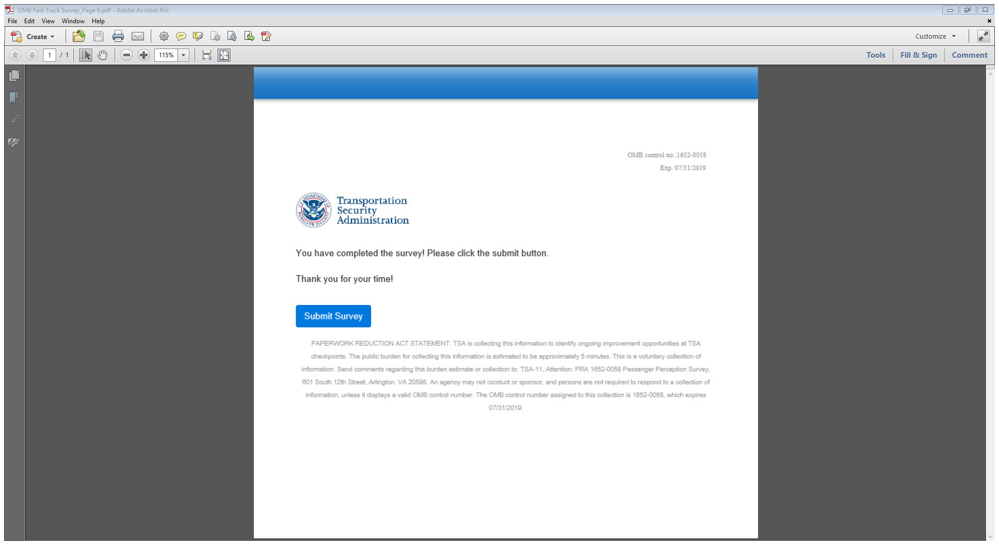 OMB Fast Track Survey_Page 6.pdf - Adobe Acrobat Pro
File Edit View Window Help
Create Customize
1 / 1 115% Tools Fill & Sign Comment
OMB control no.:1652-0058
Exp. 07/31/2019
U.S. DEPARTMENT OF HOMELAND SECURITY
Transportation
Security
Administration
You have completed the survey! Please click the submit button.
Thank you for your time!
Submit Survey
PAPERWORK REDUCTION ACT STATEMENT: TSA is collecting this information to identify ongoing improvement opportunities at TSA
checkpoints. The public burden for collecting this information is estimated to be approximately 5 minutes. This is a voluntary collection of
information. Send comments regarding this burden estimate or collection to: TSA-11, Attention: PRA 1652-0058 Passenger Perception Survey,
601 South 12th Street, Arlington, VA 20598. An agency may not conduct or sponsor, and persons are not required to respond to a collection of
information, unless it displays a valid OMB control number. The OMB control number assigned to this collection is 1652-0058, which expires
07/31/2019.